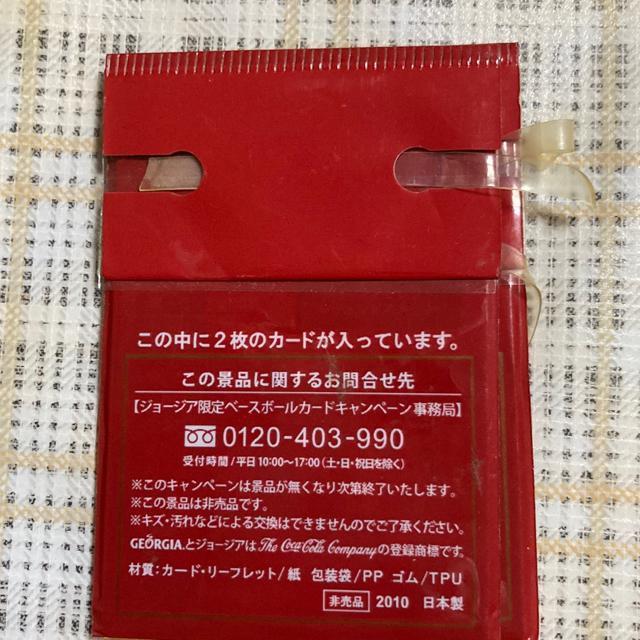 この中に2枚のカードが入っています。
この景品に関するお問合せ先
【ジョージア限定ベースボールカードキャンペーン事務局】
0120-403-990
受付時間/平日10:00〜17:00(土・日・祝日を除く)
※このキャンペーンは景品が無くなり次第終了いたします。
※この景品は非売品です。
※キズ・汚れなどによる交換はできませんのでご了承ください。
GEORGIA、とジョージアはThe Coca-Cola Companyの登録商標です。
材質:カード・リーフレット/紙 包装袋/PP ゴム/TPU
非売品 2010 日本製